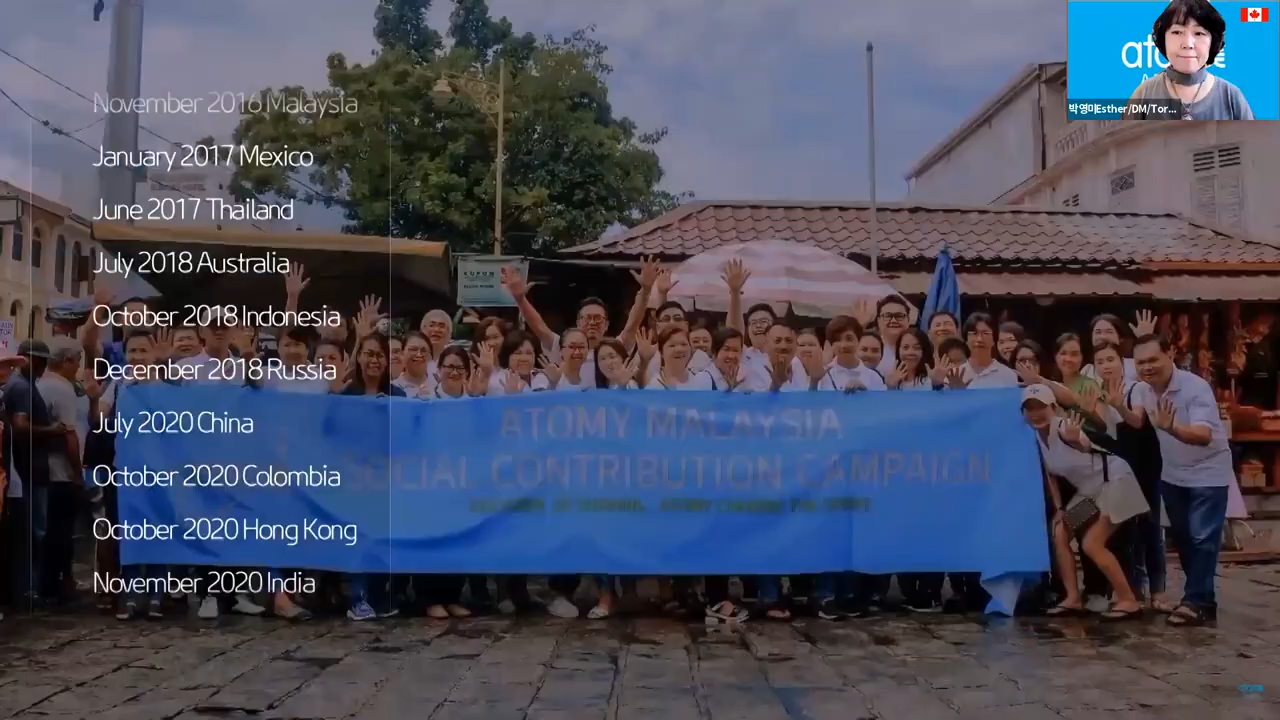 November 2016 Malaysia
January 2017 Mexico
June 2017 Thailand
July 2018 Australia
October 2018 Indonesia
December 2018 Russia
July 2020 China
October 2020 Colombia
October 2020 Hong Kong
November 2020 India
ATOMY MALAYSIA
SOCIAL CONTRIBUTION CAMPAIGN
박영미Esther/DM/Tor...